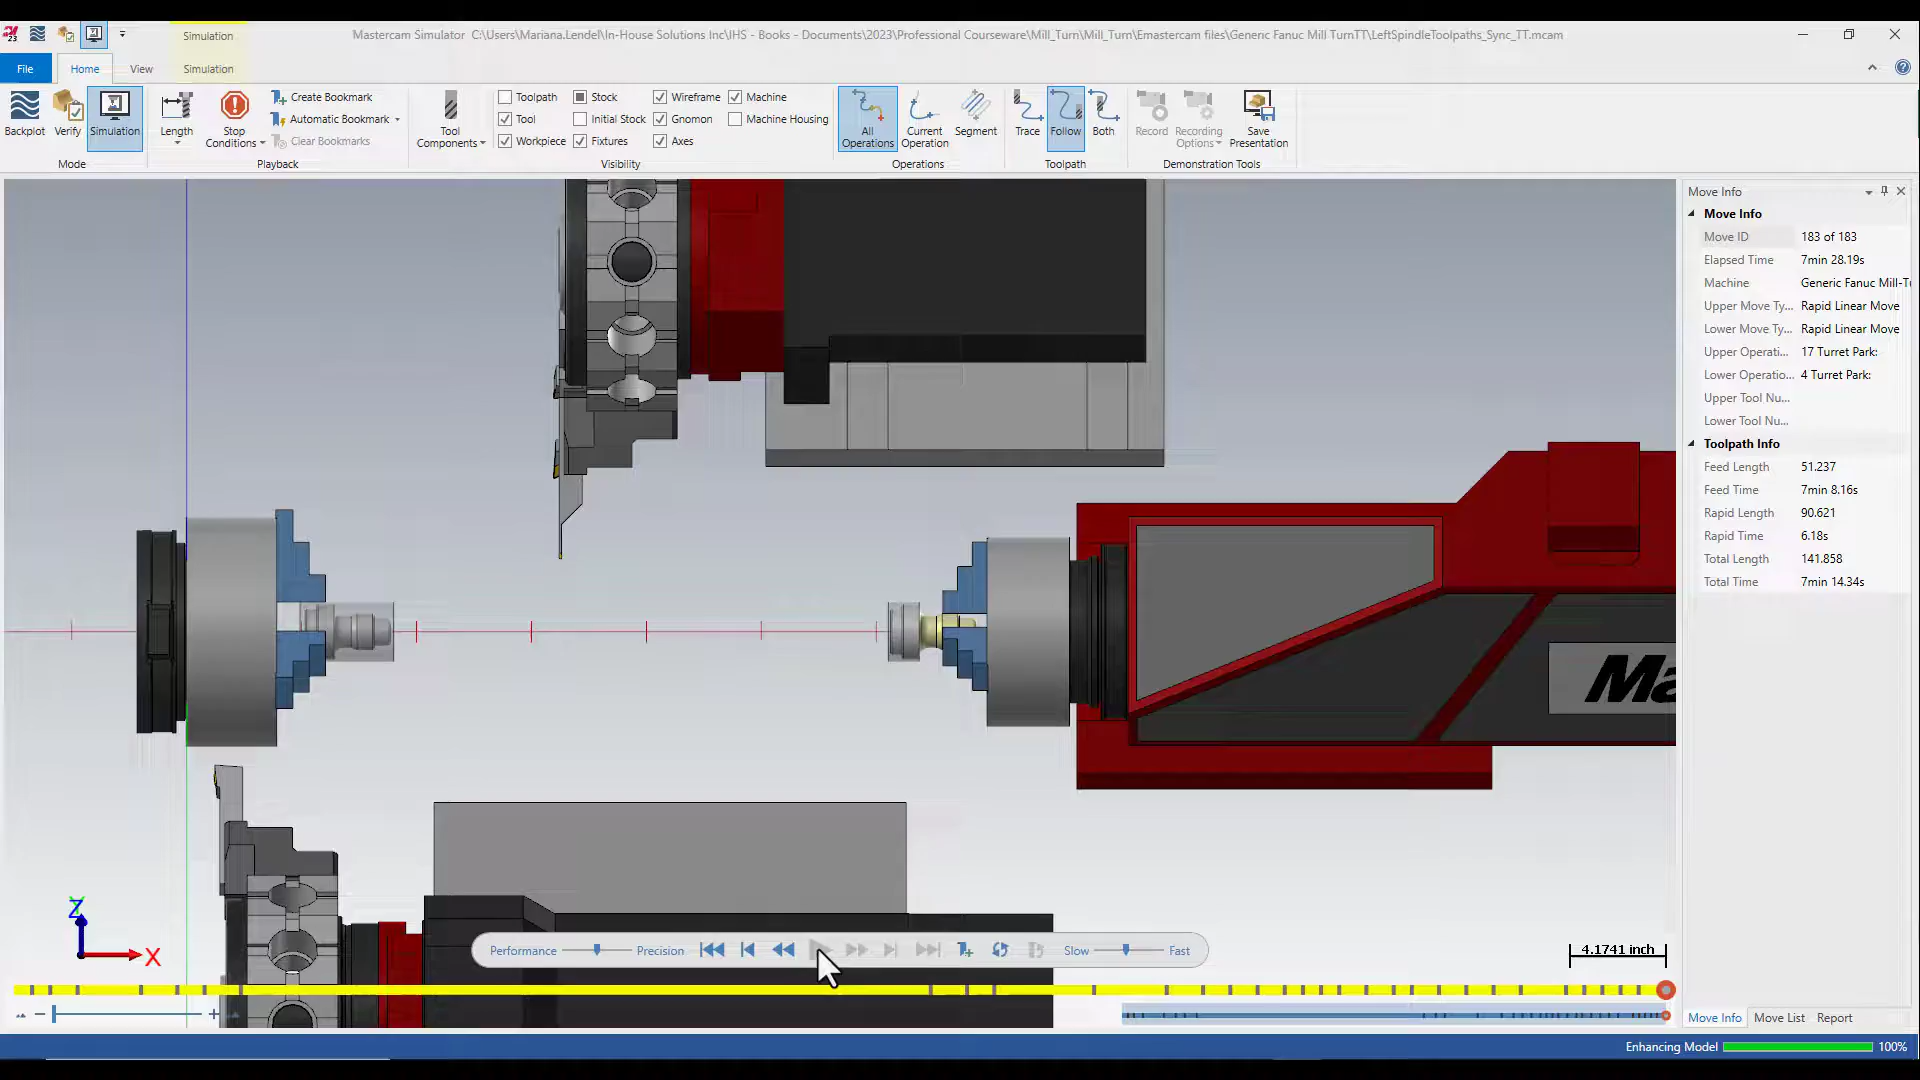 23
Simulation
Mastercam Simulator C:\Users\Mariana.Lendel\In-House Solutions Inc\IHS - Books - Documents\2023\Professional Courseware\Mill_Turn\Mill_Turn\Emastercam files\Generic Fanuc Mill TurnTT\LeftSpindleToolpaths_Sync_TT.mcam
File
Home
View
Simulation
Backplot
Verify
Simulation
Mode
Length
Stop Conditions
Create Bookmark
Automatic Bookmark
Clear Bookmarks
Playback
Tool Components
Toolpath
Tool
Workpiece
Stock
Initial Stock
Fixtures
Wireframe
Gnomon
Axes
Machine
Machine Housing
Visibility
All Operations
Current Operation
Segment
Operations
Trace
Follow
Both
Toolpath
Record
Recording Options
Save Presentation
Demonstration Tools
Move Info
Move Info
Move ID 183 of 183
Elapsed Time 7min 28.19s
Machine Generic Fanuc Mill-T
Upper Move Ty... Rapid Linear Move
Lower Move Ty... Rapid Linear Move
Upper Operati... 17 Turret Park:
Lower Operatio... 4 Turret Park:
Upper Tool Nu...
Lower Tool Nu...
Toolpath Info
Feed Length 51.237
Feed Time 7min 8.16s
Rapid Length 90.621
Rapid Time 6.18s
Total Length 141.858
Total Time 7min 14.34s
Ma
Z
X
Performance
Precision
Slow
Fast
4.1741 inch
Move Info
Move List
Report
Enhancing Model
100%